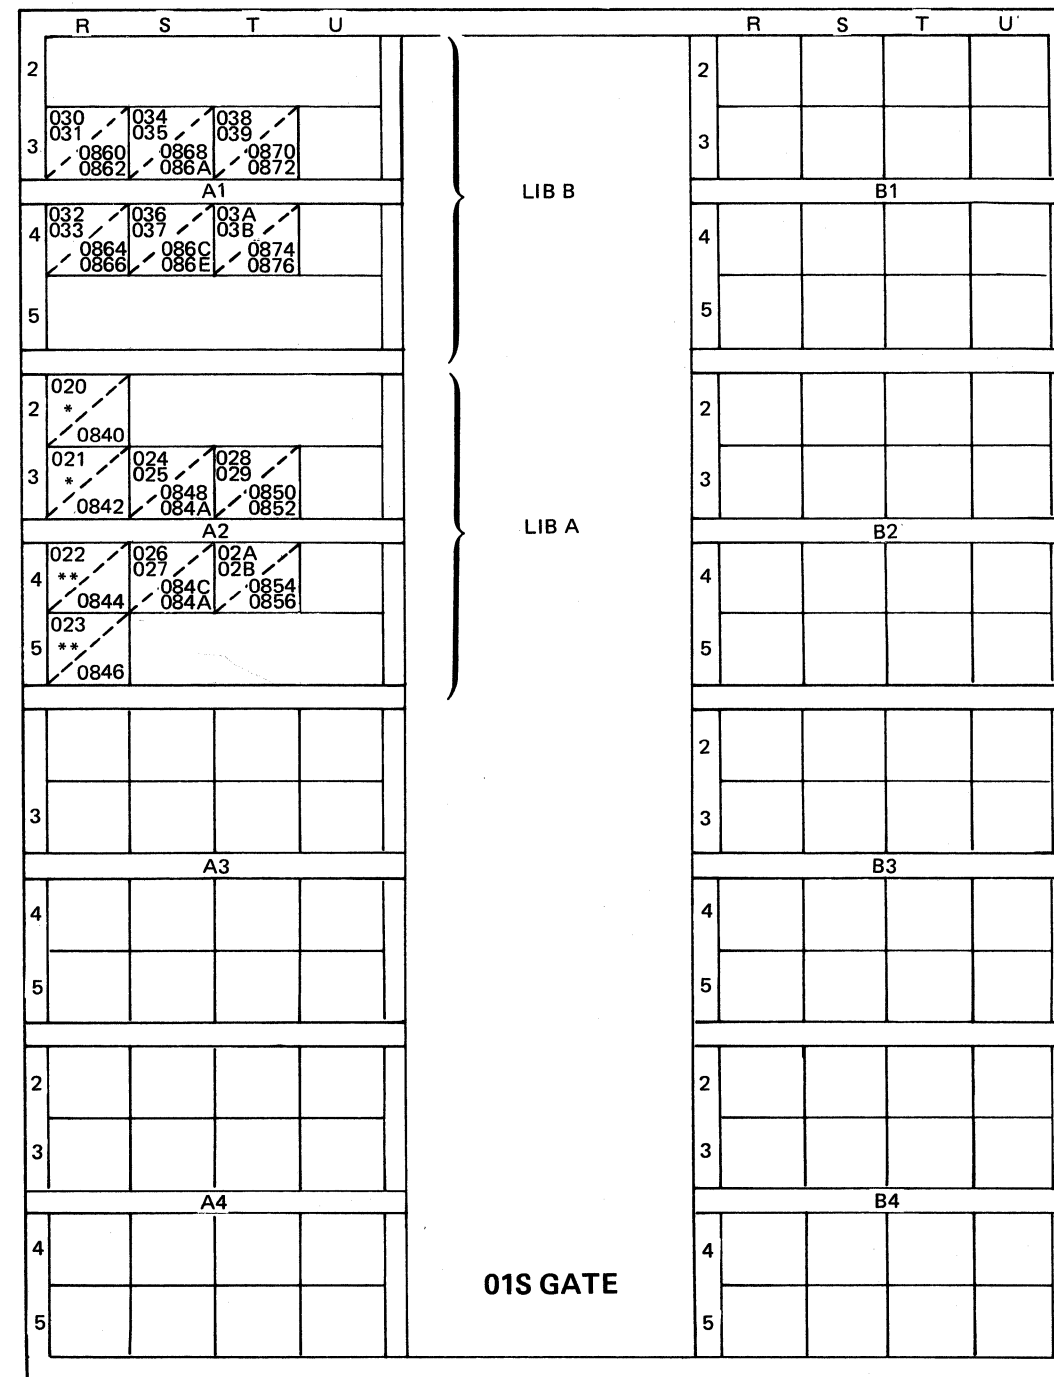 R S T U R S T U
2 2
030 034 038
031 035 039
3 0860 0868 0870 3
0862 086A 0872
A1 LIB B B1
032 036 03A
033 037 03B
4 0864 086C 0874 4
0866 086E 0876
5 5
020
2 * 2
0840
021 024 028
* 025 029
3 0848 0850 3
0842 084A 0852
A2 LIB A B2
022 026 02A
** 027 02B
4 084C 0854 4
0844 084A 0856
023
5 ** 5
0846
2
3 3
A3 B3
4 4
5 5
2 2
3 3
A4 B4
4 4
01S GATE
5 5